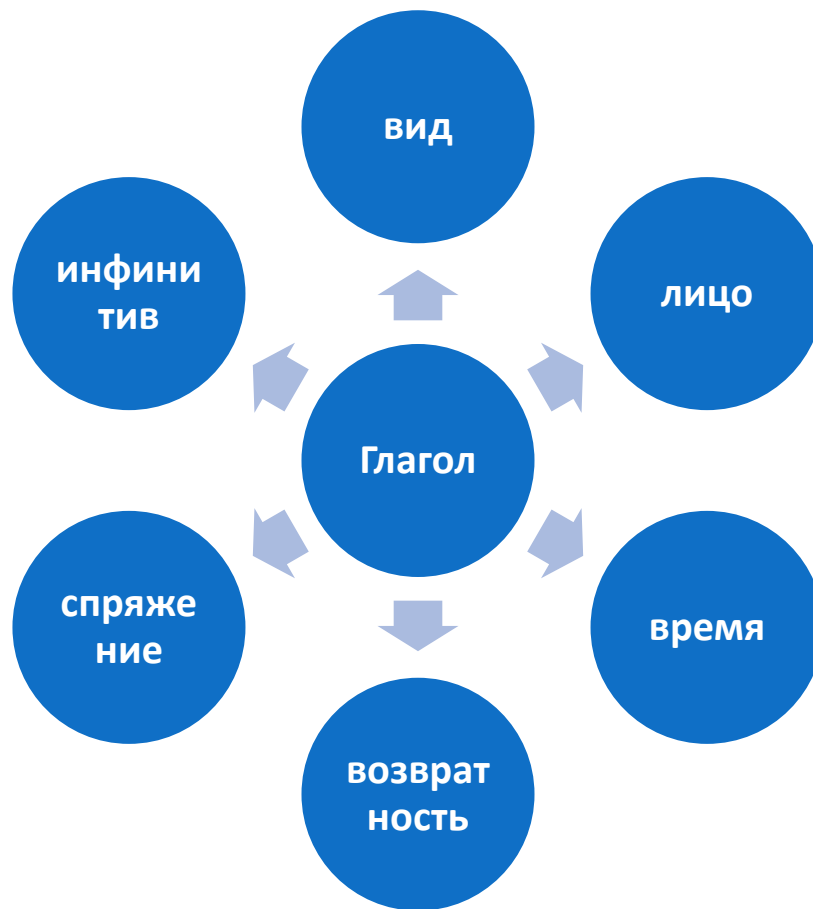 вид
инфини
тив
лицо
Глагол
спряже
ние
время
возврат
ность